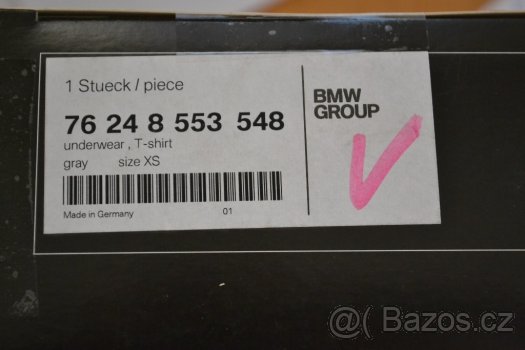 1 Stueck / piece
76 24 8 553 548
underwear , T-shirt
gray size XS
Made in Germany 01
BMW
GROUP
@( Bazoš.cz